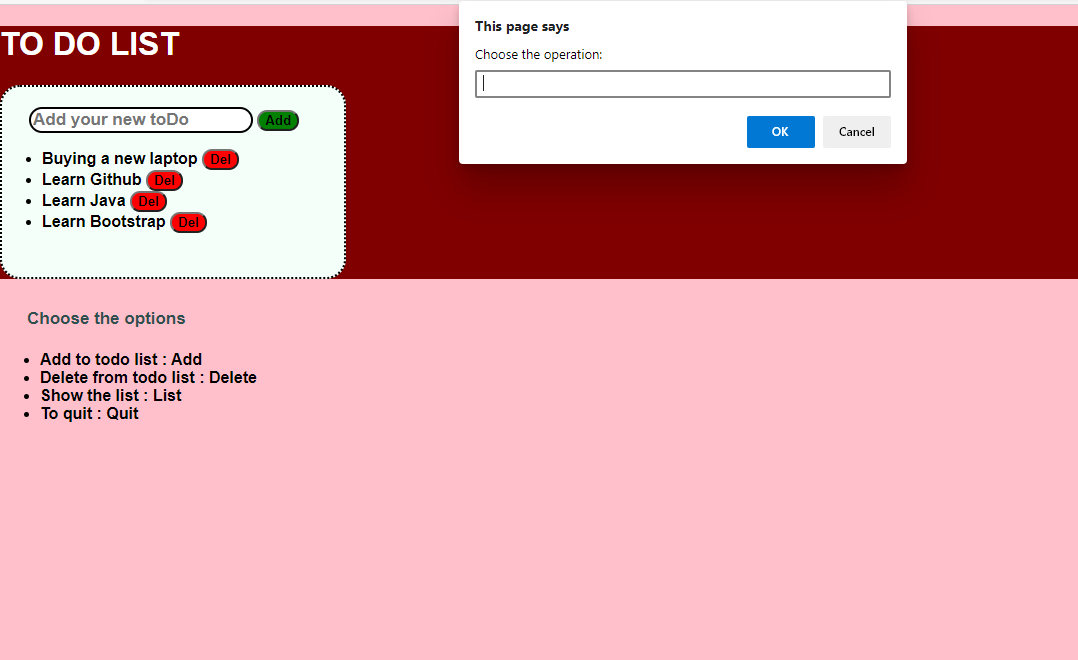 This page says
Choose the operation:
OK Cancel
TO DO LIST
Add your new toDo Add
Buying a new laptop Del
Learn Github Del
Learn Java Del
Learn Bootstrap Del
Choose the options
Add to todo list : Add
Delete from todo list : Delete
Show the list : List
To quit : Quit